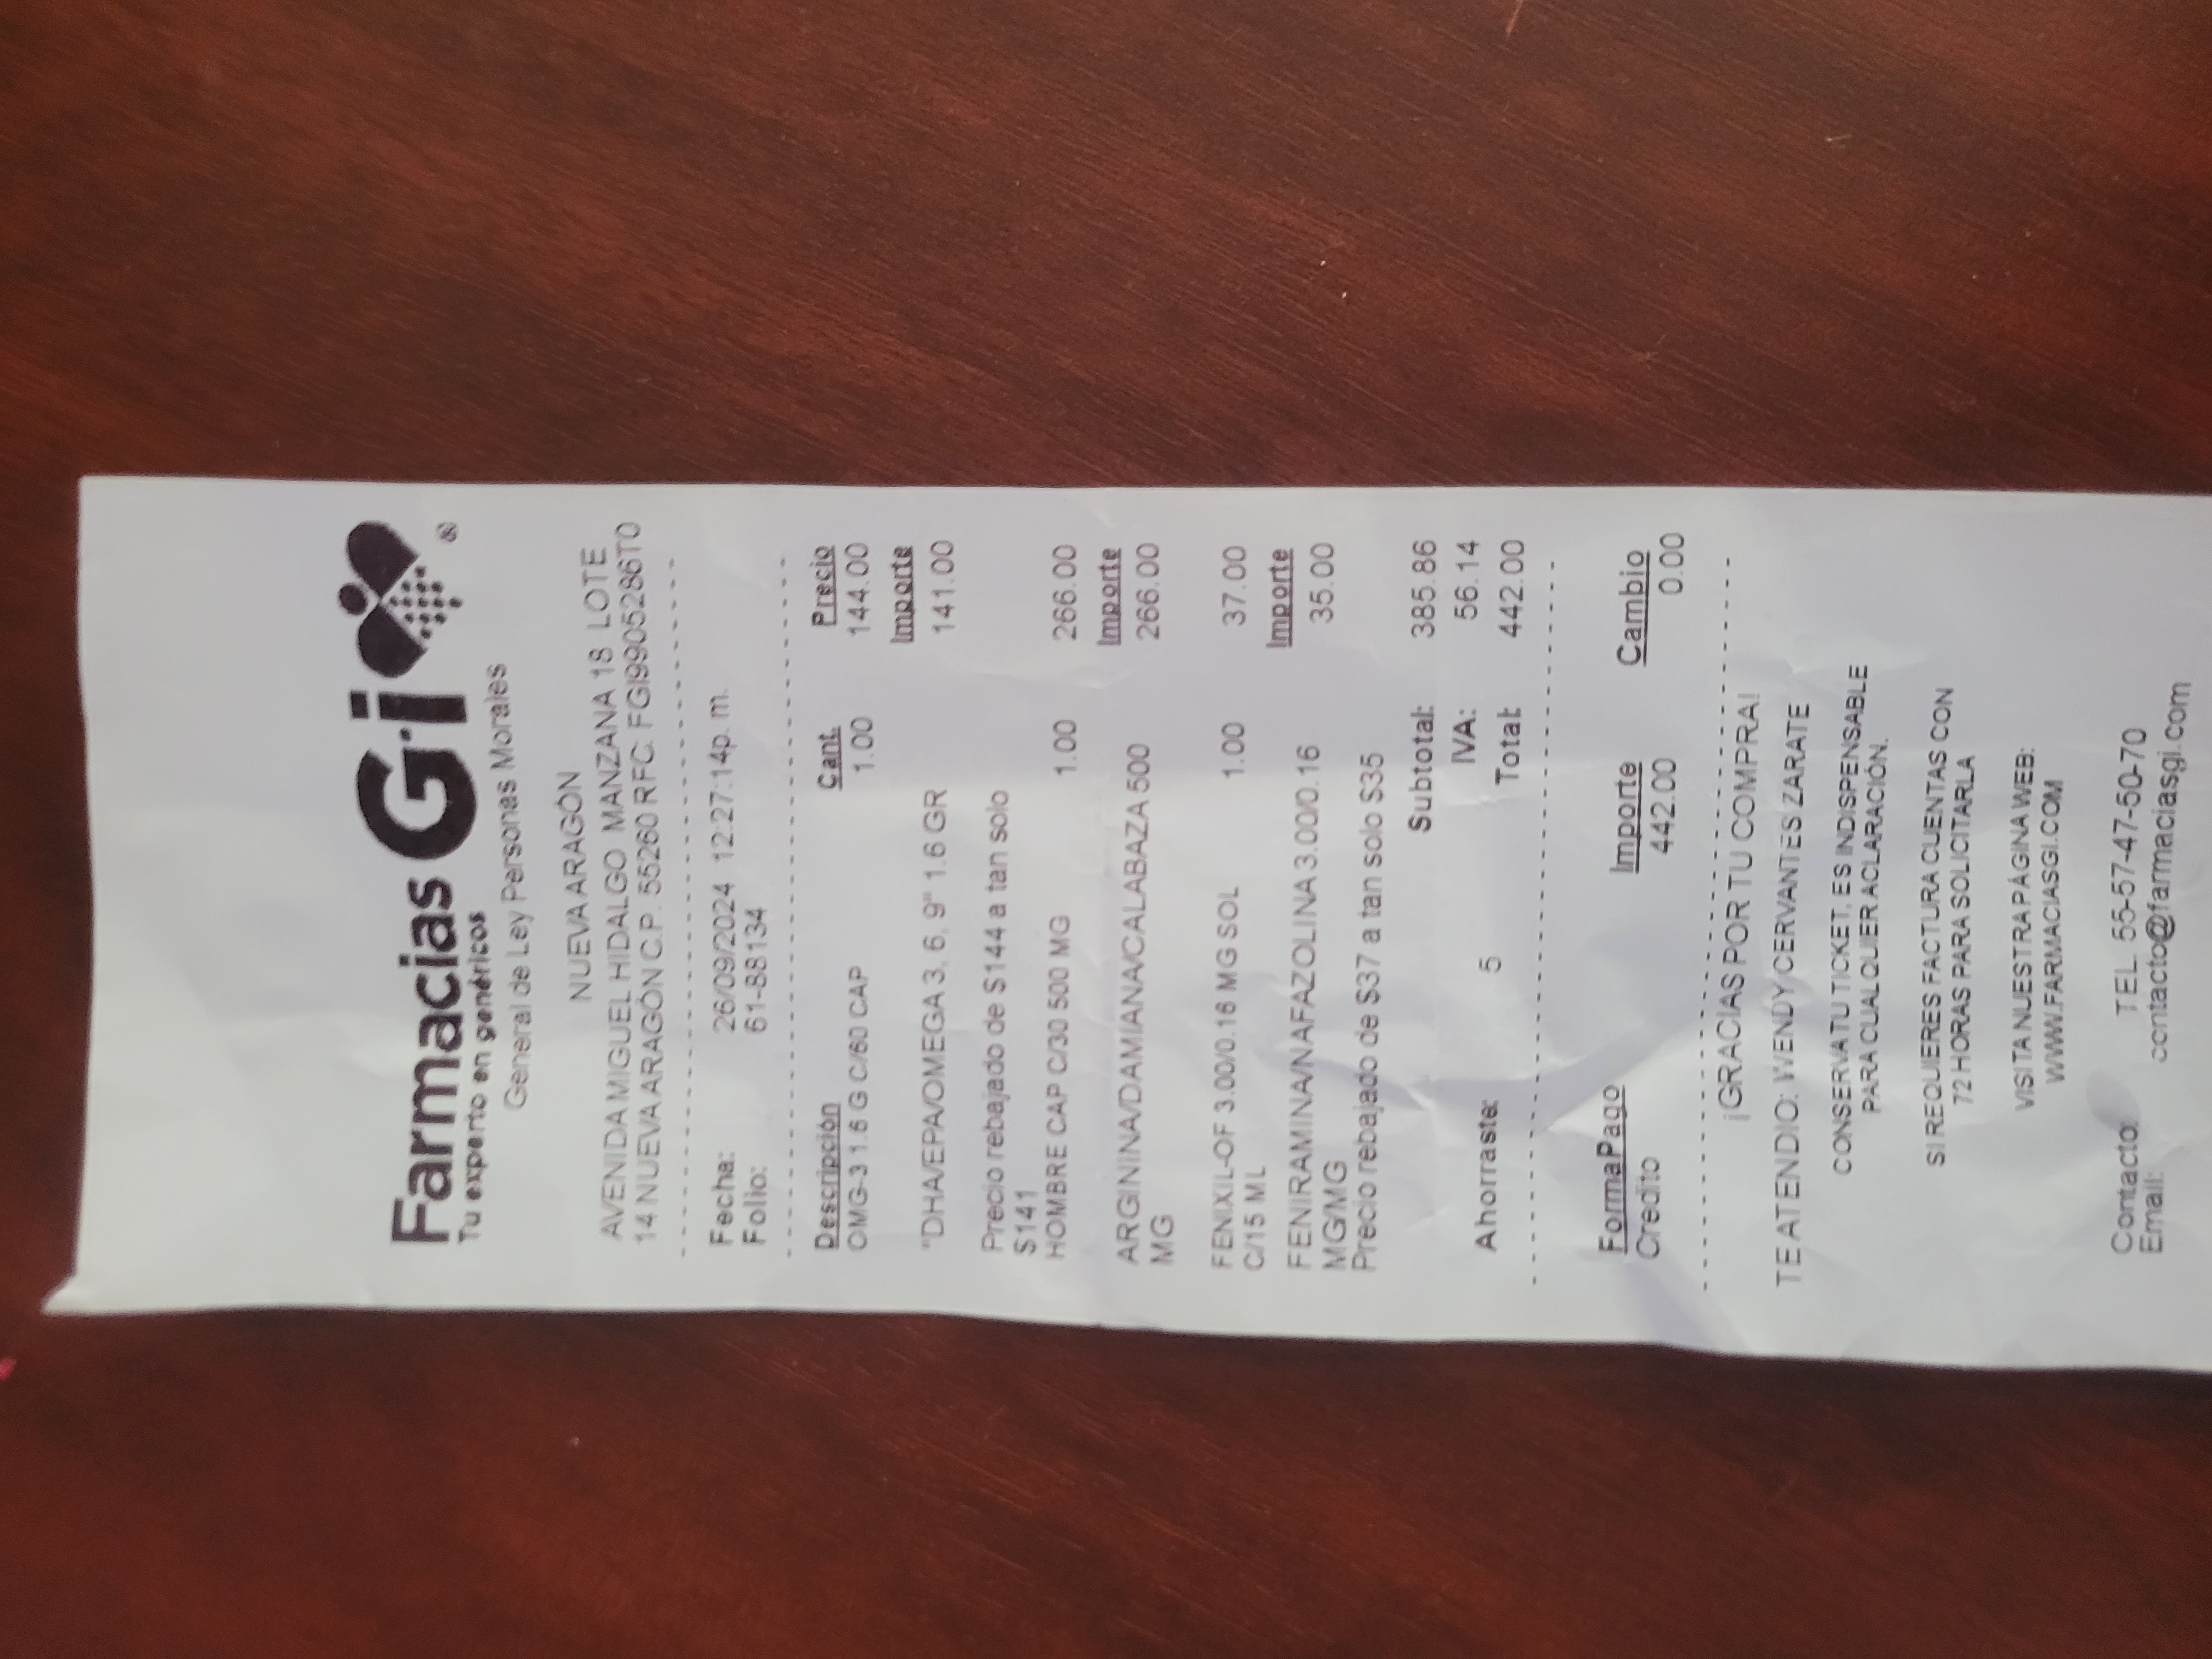 Farmacias Gi ®
Tu experto en genéricos
General de Ley Personas Morales
NUEVA ARAGÓN
AVENIDA MIGUEL HIDALGO MANZANA 18 LOTE
14 NUEVA ARAGÓN C.P. 55260 RFC: FGI9905286T0
Fecha: 26/09/2024 12:27:14p. m.
Folio: 61-88134
Descripción Cant. Precio
OMG-3 1.6 G C/60 CAP 1.00 144.00
Importe
"DHA/EPA/OMEGA 3, 6, 9" 1.6 GR 141.00
Precio rebajado de $144 a tan solo
$141
HOMBRE CAP C/30 500 MG 1.00 266.00
Importe
ARGININA/DAMIANA/CALABAZA 500 266.00
MG
FENIXIL-OF 3.00/0.16 MG SOL 1.00 37.00
C/15 ML
Importe
FENIRAMINA/NAFAZOLINA 3.00/0.16 35.00
MG/MG
Precio rebajado de $37 a tan solo $35
Subtotal: 385.86
IVA: 56.14
Ahorraste: 5 Total: 442.00
FormaPago Importe Cambio
Credito 442.00 0.00
¡GRACIAS POR TU COMPRA!
TE ATENDIO: WENDY CERVANTES ZARATE
CONSERVA TU TICKET, ES INDISPENSABLE
PARA CUALQUIER ACLARACIÓN.
SI REQUIERES FACTURA CUENTAS CON
72 HORAS PARA SOLICITARLA
VISITA NUESTRA PÁGINA WEB:
WWW.FARMACIASGI.COM
Contacto: TEL. 55-57-47-50-70
Email: contacto@farmaciasgi.com